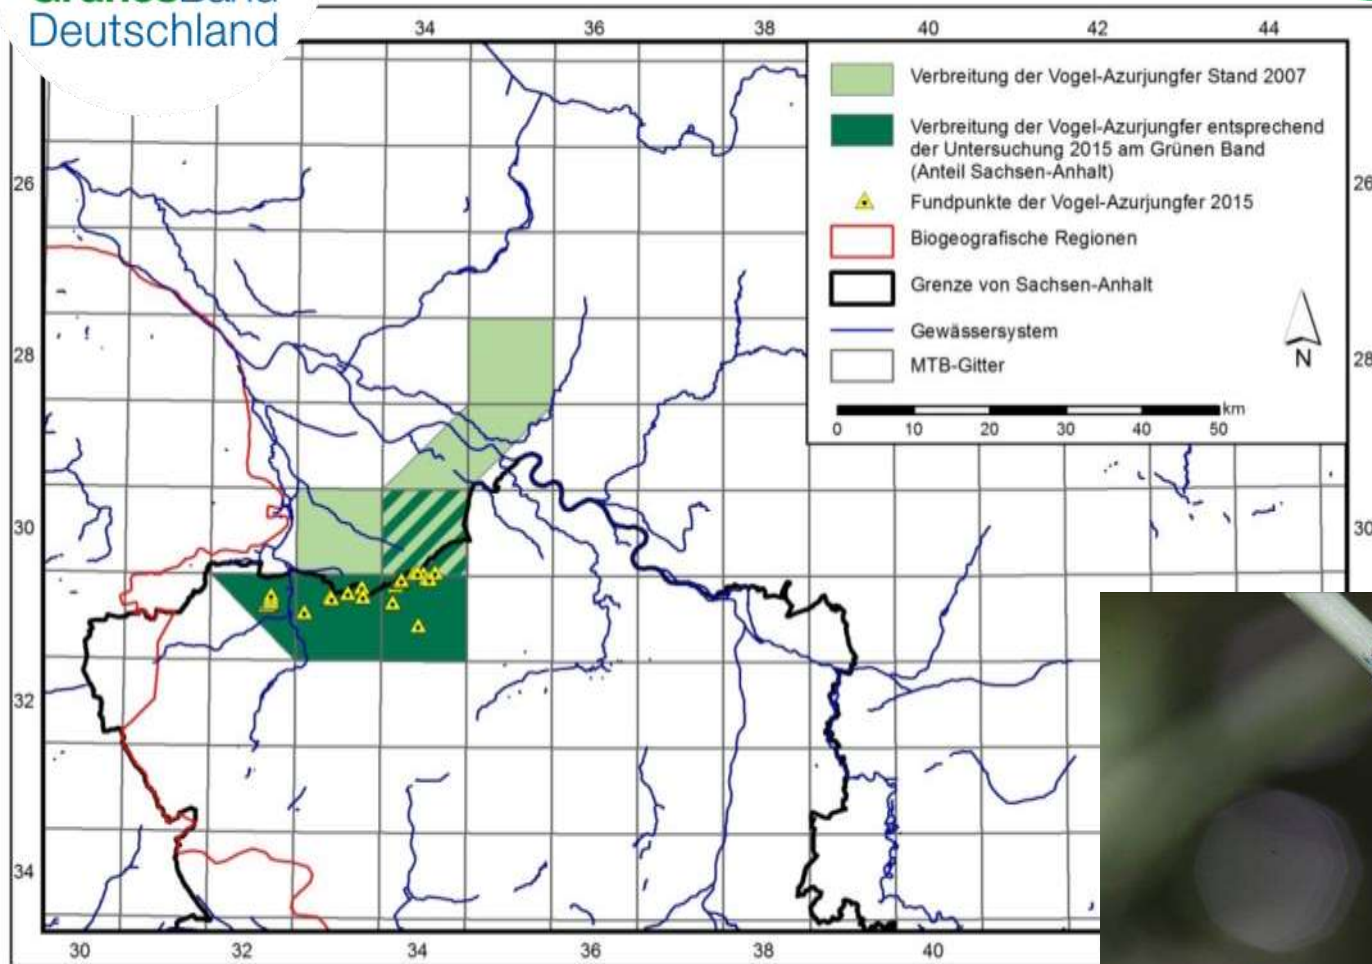 Deutschland
34 36 38 40 42 44
Verbreitung der Vogel-Azurjungfer Stand 2007
Verbreitung der Vogel-Azurjungfer entsprechend
der Untersuchung 2015 am Grünen Band
(Anteil Sachsen-Anhalt)
Fundpunkte der Vogel-Azurjungfer 2015
Biogeografische Regionen
Grenze von Sachsen-Anhalt
Gewässersystem
MTB-Gitter
N
km
0 10 20 30 40 50
26 26
28 28
30 30
32
34
30 32 34 36 38 40